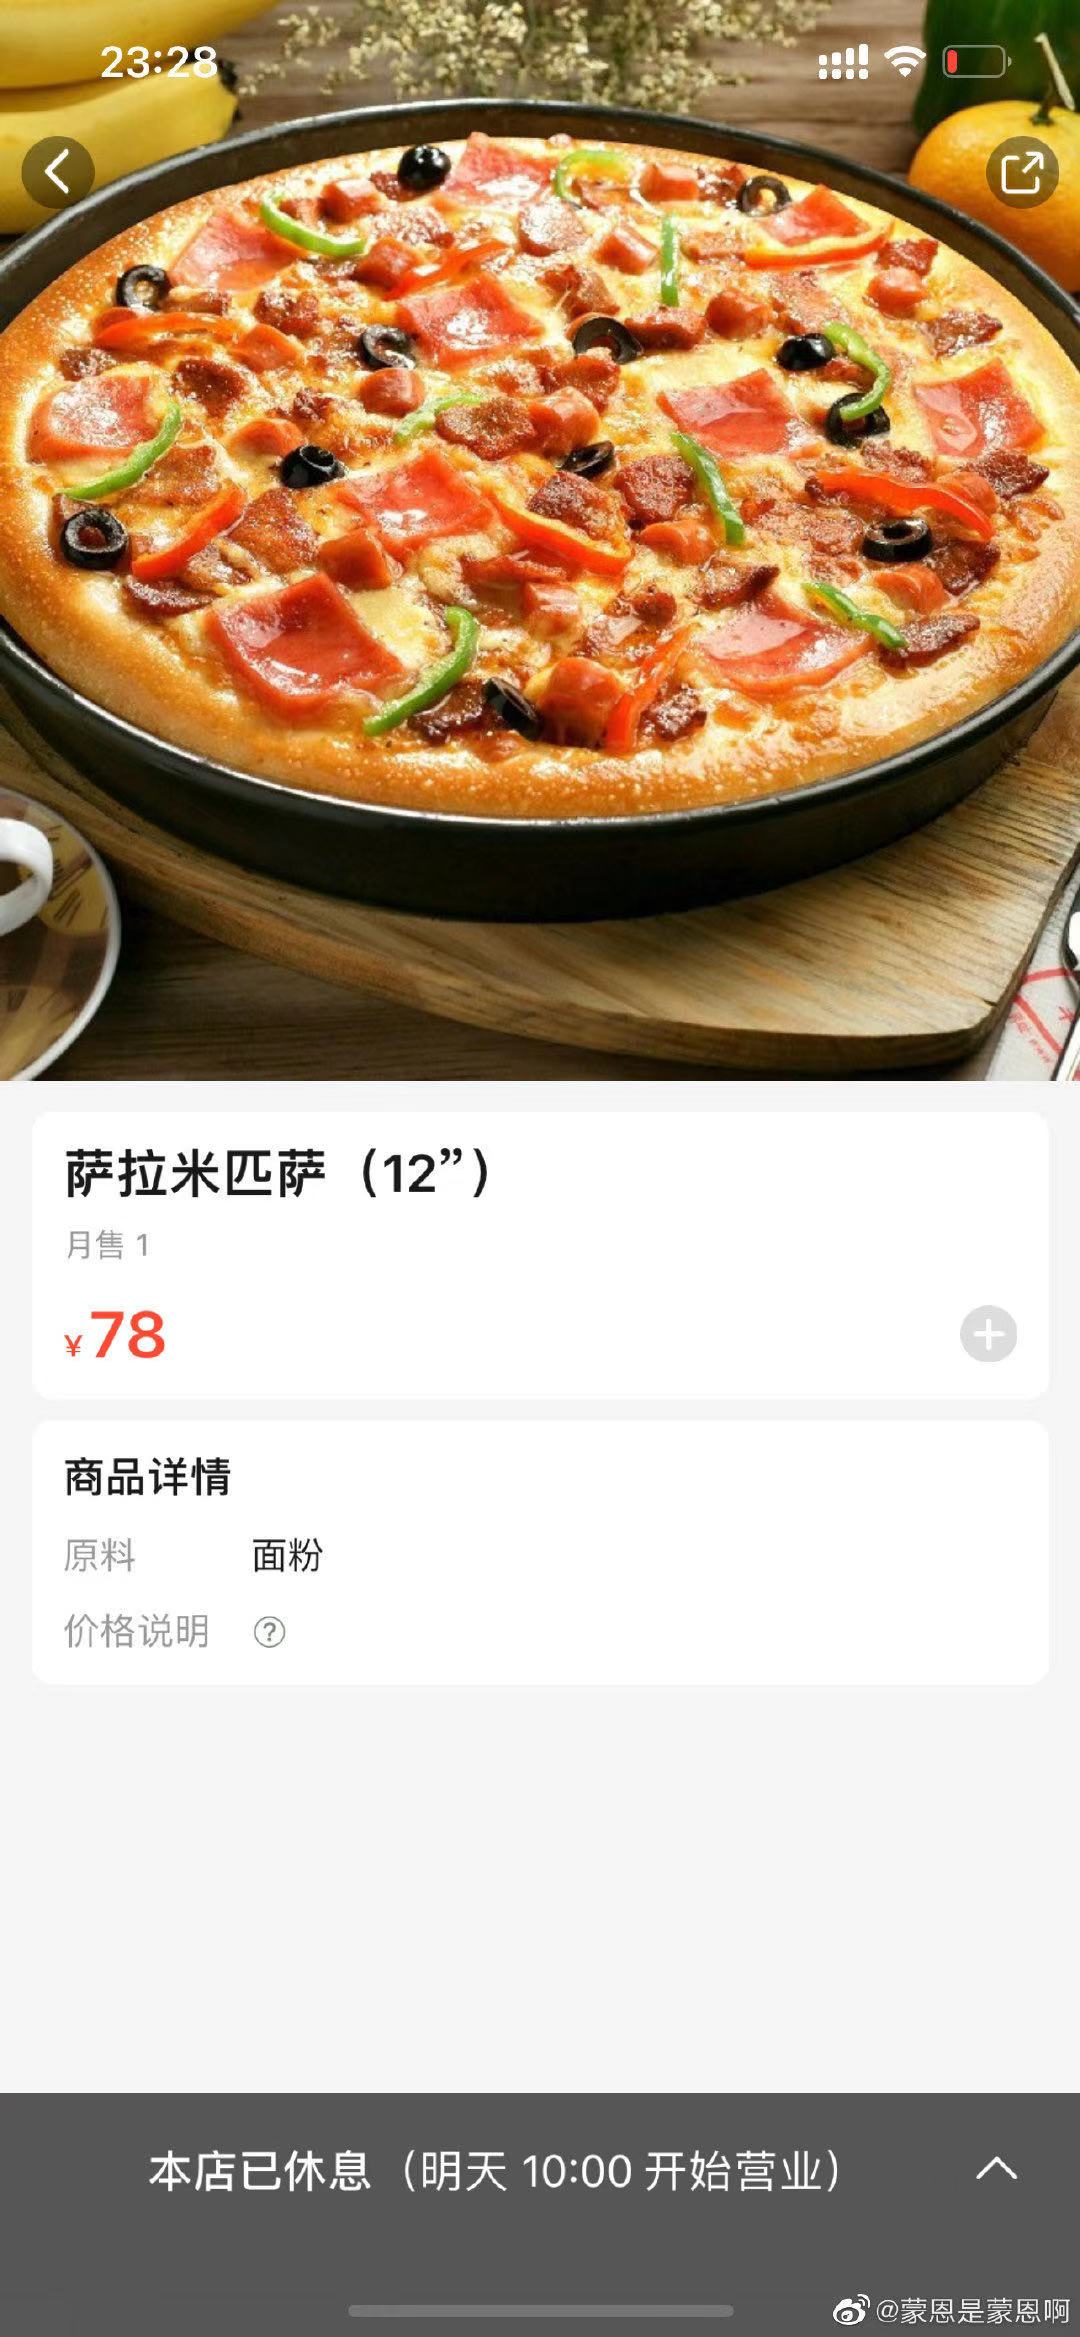 23:28
萨拉米匹萨（12”）
月售 1
¥78
商品详情
原料 面粉
价格说明 ?
本店已休息（明天 10:00 开始营业）
@蒙恩是蒙恩啊